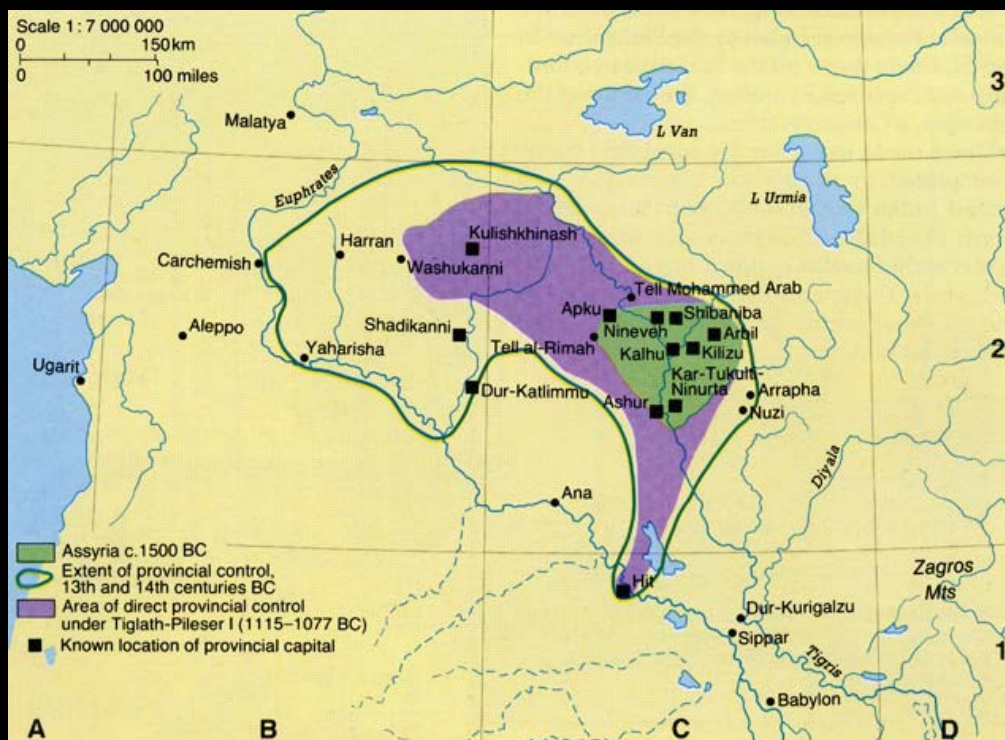 Scale 1 : 7 000 000
0 150 km
0 100 miles
3
Malatya
L Van
Euphrates
L Urmia
Kulishkhinash
Harran
Washukanni
Carchemish
Tell Mohammed Arab
Apku
Shibaniba
Nineveh
Arbil
Shadikanni
Aleppo
Tell al-Rimah
Kalhu
Kilizu
2
Yaharisha
Ugarit
Kar-Tukulti-
Ninurta
Dur-Katlimmu
Arrapha
Ashur
Nuzi
Diyala
Ana
Assyria c.1500 BC
Extent of provincial control,
13th and 14th centuries BC
Area of direct provincial control
under Tiglath-Pileser I (1115–1077 BC)
Known location of provincial capital
Hit
Zagros
Mts
Dur-Kurigalzu
Sippar
Tigris
1
Babylon
A B C D